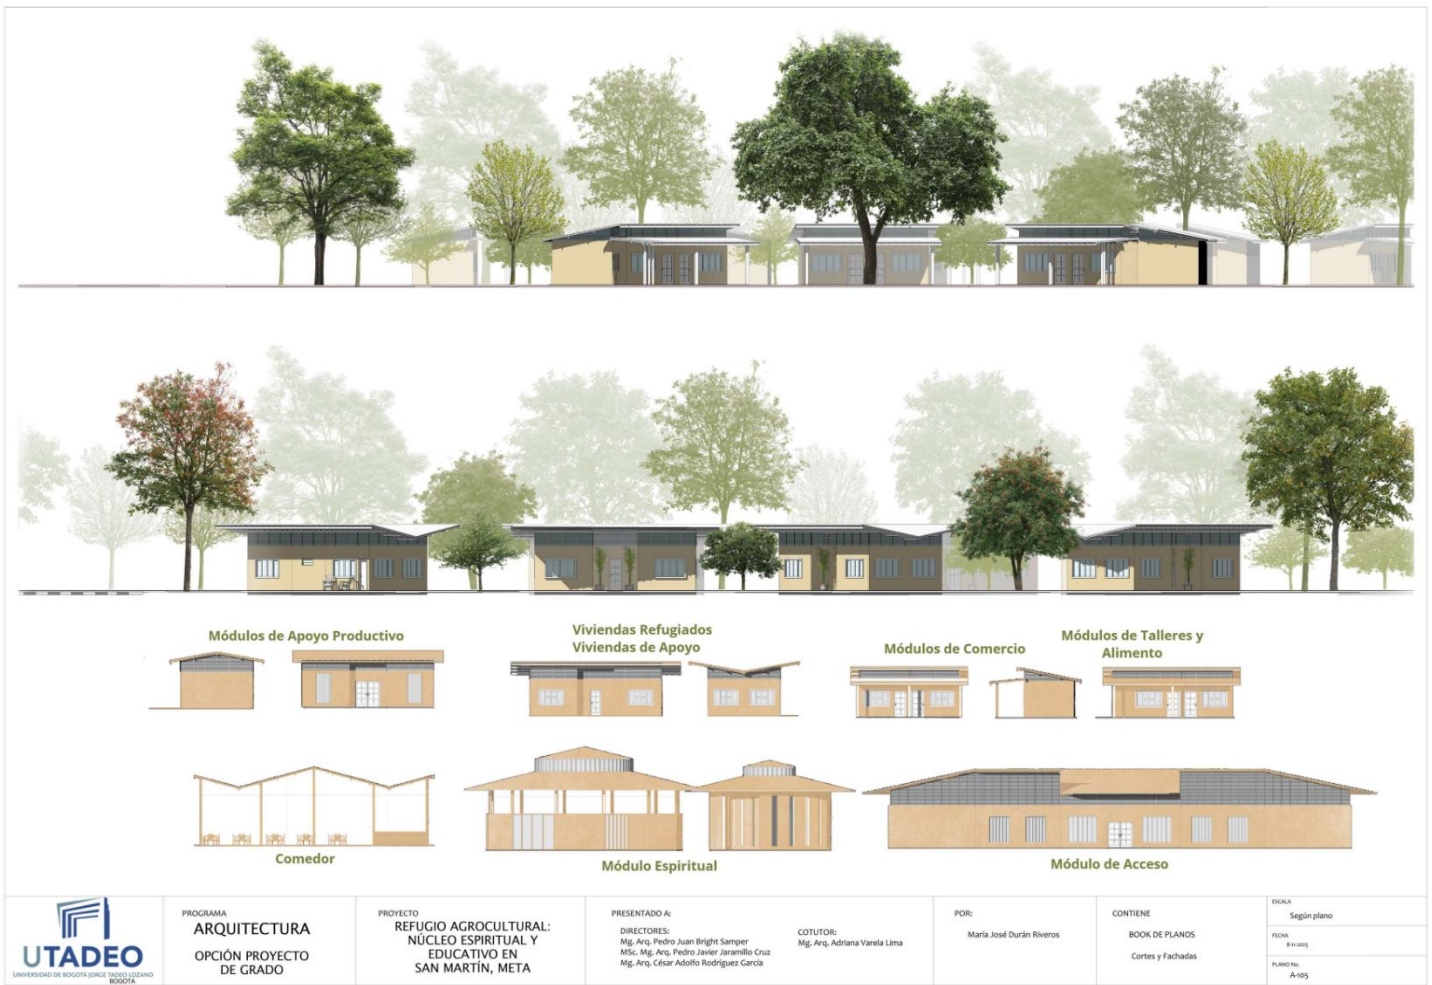 Módulos de Apoyo Productivo
Viviendas Refugiados
Viviendas de Apoyo
Módulos de Comercio
Módulos de Talleres y
Alimento
Comedor
Módulo Espiritual
Módulo de Acceso
UTADEO
UNIVERSIDAD DE BOGOTÁ JORGE TADEO LOZANO
BOGOTÁ
PROGRAMA
ARQUITECTURA
OPCIÓN PROYECTO
DE GRADO
PROYECTO
REFUGIO AGROCULTURAL:
NÚCLEO ESPIRITUAL Y
EDUCATIVO EN
SAN MARTÍN, META
PRESENTADO A:
DIRECTORES:
Mg. Arq. Pedro Juan Bright Samper
MSc. Mg. Arq. Pedro Javier Jaramillo Cruz
Mg. Arq. César Adolfo Rodríguez García
COTUTOR:
Mg. Arq. Adriana Varela Lima
POR:
María José Durán Riveros
CONTIENE
BOOK DE PLANOS
Cortes y Fachadas
ESCALA
Según plano
FECHA
8-11-2025
PLANO No.
A-105